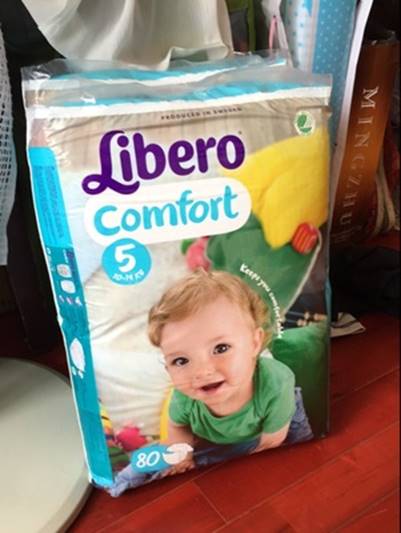 PRODUCED IN SWEDEN
Libero
comfort
5
10-14 KG
Keeps you comfortable
80
MINGZHU